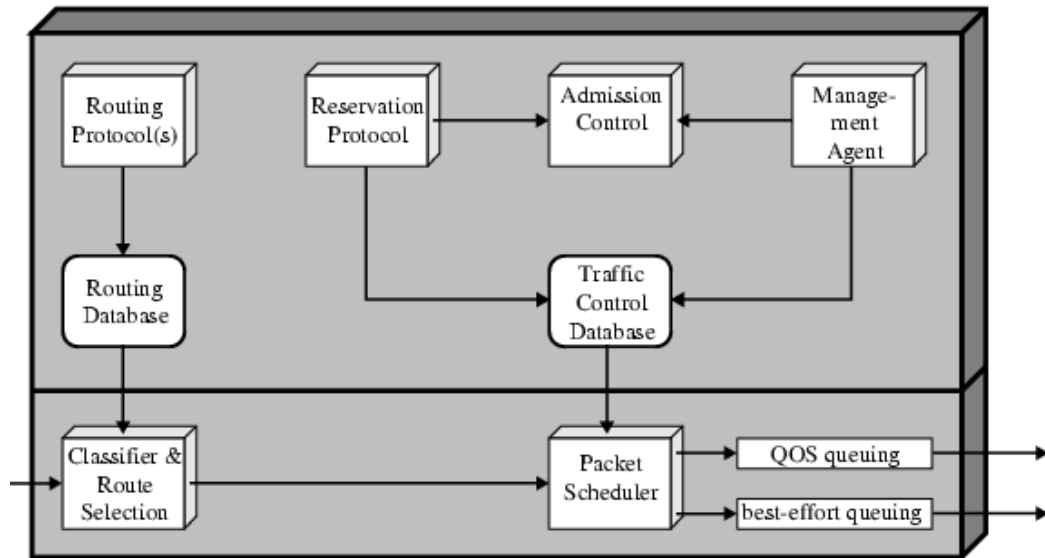 Routing
Protocol(s)
Reservation
Protocol
Admission
Control
Manage-
ment
Agent
Routing
Database
Traffic
Control
Database
Classifier &
Route
Selection
Packet
Scheduler
QOS queuing
best-effort queuing